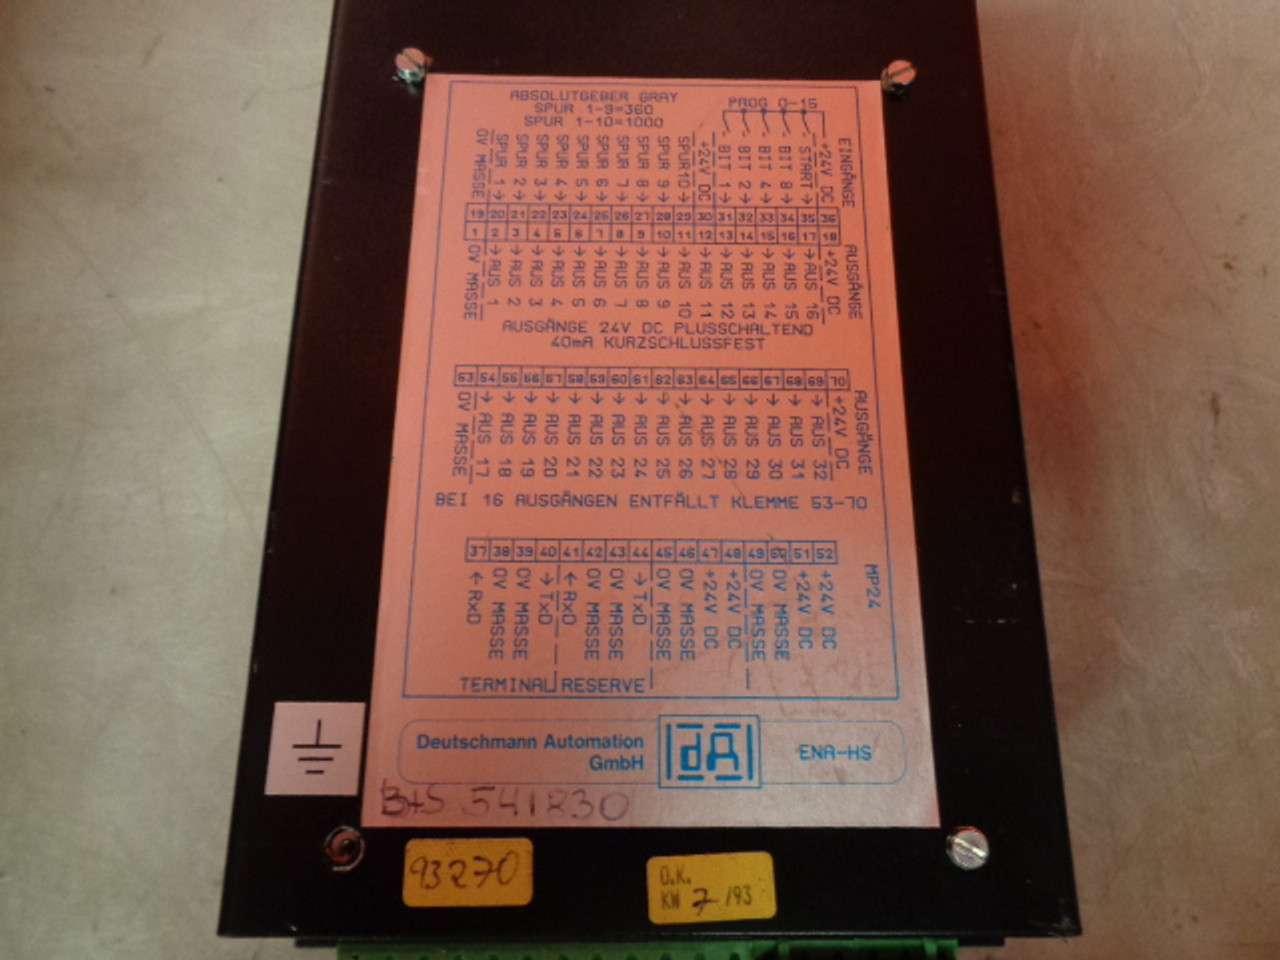 ABSOLUTGEBER GRAY
SPUR 1-9=360
SPUR 1-10=1000
PROG 0-15
EINGÄNGE
0V MASSE
SPUR 1→
SPUR 2→
SPUR 3→
SPUR 4→
SPUR 5→
SPUR 6→
SPUR 7→
SPUR 8→
SPUR 9→
SPUR10→
+24V DC
BIT 1→
BIT 2→
BIT 4→
BIT 8→
START→
+24V DC
19 20 21 22 23 24 25 26 27 28 29 30 31 32 33 34 35 36
1 2 3 4 5 6 7 8 9 10 11 12 13 14 15 16 17 18
AUSGÄNGE
0V MASSE
→AUS 1
→AUS 2
→AUS 3
→AUS 4
→AUS 5
→AUS 6
→AUS 7
→AUS 8
→AUS 9
→AUS 10
→AUS 11
→AUS 12
→AUS 13
→AUS 14
→AUS 15
→AUS 16
+24V DC
AUSGÄNGE 24V DC PLUSSCHALTEND
40mA KURZSCHLUSSFEST
53 54 55 56 57 58 59 60 61 62 63 64 65 66 67 68 69 70
AUSGÄNGE
0V MASSE
→ AUS 17
→ AUS 18
→ AUS 19
→ AUS 20
→ AUS 21
→ AUS 22
→ AUS 23
→ AUS 24
→ AUS 25
→ AUS 26
→ AUS 27
→ AUS 28
→ AUS 29
→ AUS 30
→ AUS 31
→ AUS 32
+24V DC
BEI 16 AUSGÄNGEN ENTFÄLLT KLEMME 53-70
37 38 39 40 41 42 43 44 45 46 47 48 49 50 51 52
MP24
←RxD
0V MASSE
0V MASSE
→TxD
←RxD
0V MASSE
0V MASSE
→TxD
0V MASSE
0V MASSE
+24V DC
+24V DC
0V MASSE
0V MASSE
+24V DC
+24V DC
TERMINAL RESERVE
Deutschmann Automation
GmbH
dA
ENA-HS
B+S 541830
93270
O.K.
KW 7 /93